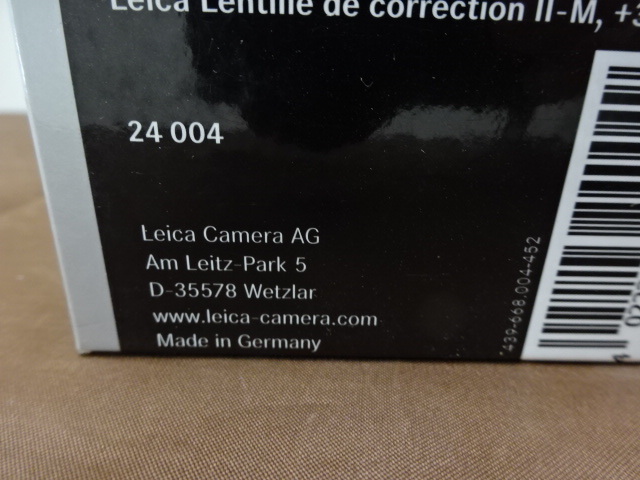 Leica Lentille de correction II-M, +3
24 004
Leica Camera AG
Am Leitz-Park 5
D-35578 Wetzlar
www.leica-camera.com
Made in Germany
439-668.004-452